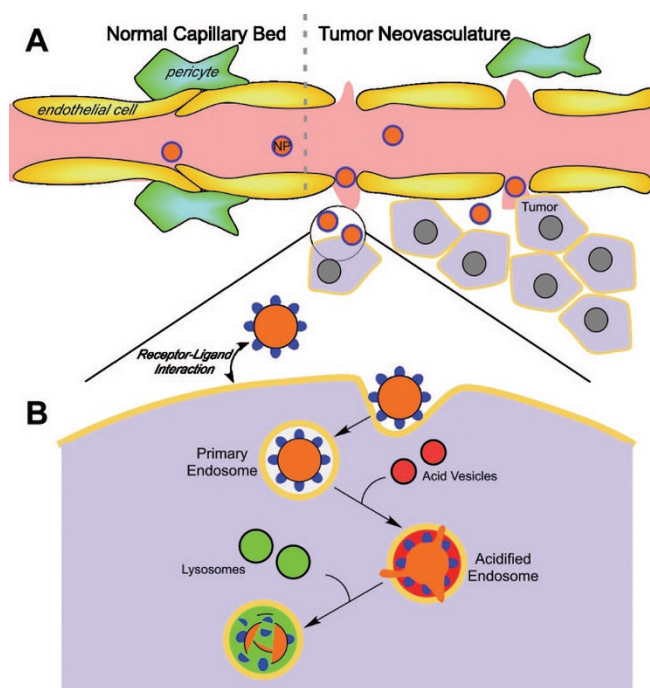 A
Normal Capillary Bed
Tumor Neovasculature
pericyte
endothelial cell
NP
Tumor
Receptor-Ligand
Interaction
B
Primary
Endosome
Acid Vesicles
Lysosomes
Acidified
Endosome